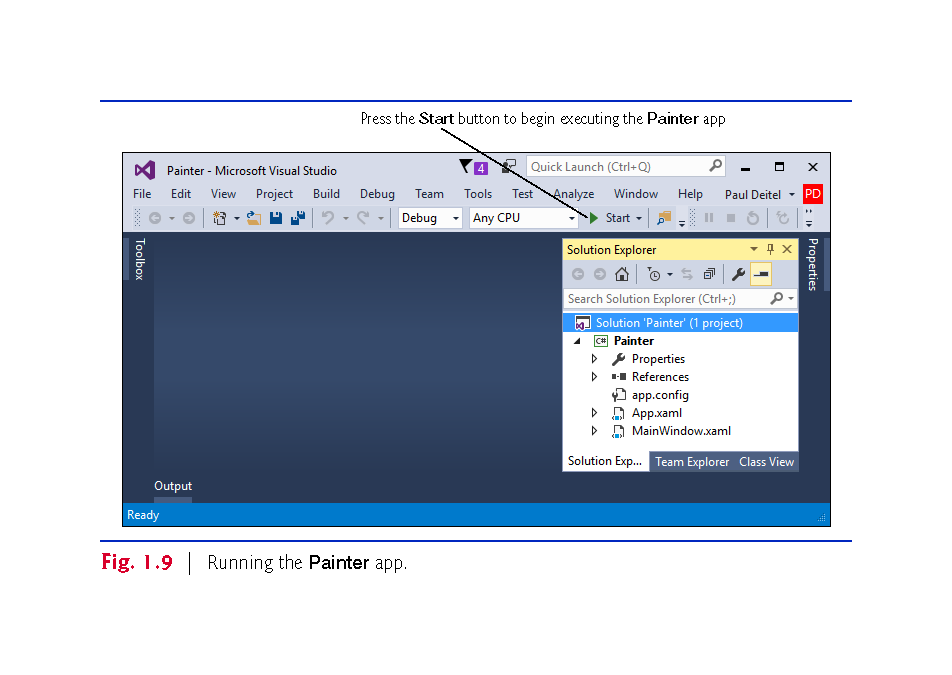 Press the Start button to begin executing the Painter app
Painter - Microsoft Visual Studio
4
Quick Launch (Ctrl+Q)
File Edit View Project Build Debug Team Tools Test Analyze Window Help Paul Deitel PD
Debug Any CPU Start
Toolbox
Solution Explorer
Properties
Search Solution Explorer (Ctrl+;)
Solution 'Painter' (1 project)
C# Painter
Properties
References
app.config
App.xaml
MainWindow.xaml
Solution Exp... Team Explorer Class View
Output
Ready
Fig. 1.9 | Running the Painter app.